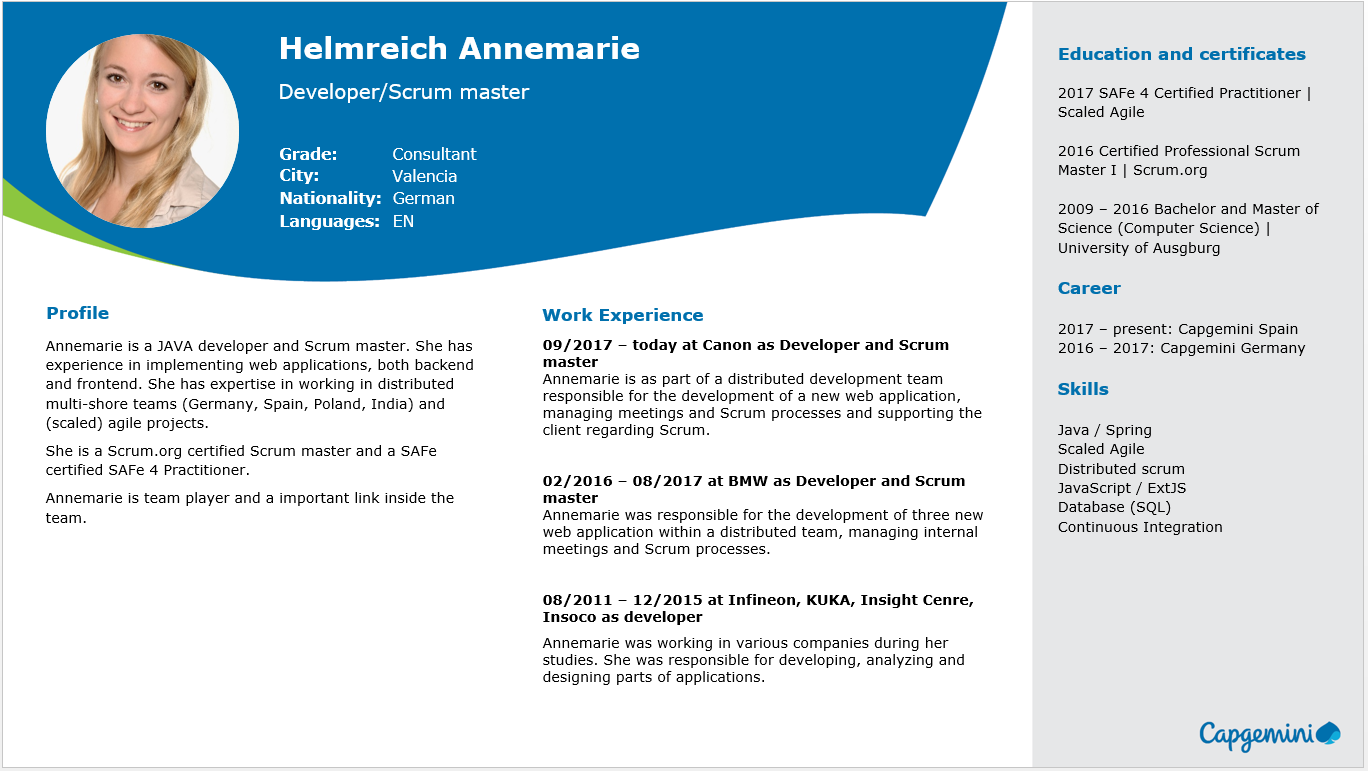 Helmreich Annemarie
Developer/Scrum master
Grade: Consultant
City: Valencia
Nationality: German
Languages: EN
Profile
Annemarie is a JAVA developer and Scrum master. She has
experience in implementing web applications, both backend
and frontend. She has expertise in working in distributed
multi-shore teams (Germany, Spain, Poland, India) and
(scaled) agile projects.
She is a Scrum.org certified Scrum master and a SAFe
certified SAFe 4 Practitioner.
Annemarie is team player and a important link inside the
team.
Work Experience
09/2017 – today at Canon as Developer and Scrum
master
Annemarie is as part of a distributed development team
responsible for the development of a new web application,
managing meetings and Scrum processes and supporting the
client regarding Scrum.
02/2016 – 08/2017 at BMW as Developer and Scrum
master
Annemarie was responsible for the development of three new
web application within a distributed team, managing internal
meetings and Scrum processes.
08/2011 – 12/2015 at Infineon, KUKA, Insight Cenre,
Insoco as developer
Annemarie was working in various companies during her
studies. She was responsible for developing, analyzing and
designing parts of applications.
Education and certificates
2017 SAFe 4 Certified Practitioner |
Scaled Agile
2016 Certified Professional Scrum
Master I | Scrum.org
2009 – 2016 Bachelor and Master of
Science (Computer Science) |
University of Ausgburg
Career
2017 – present: Capgemini Spain
2016 – 2017: Capgemini Germany
Skills
Java / Spring
Scaled Agile
Distributed scrum
JavaScript / ExtJS
Database (SQL)
Continuous Integration
Capgemini